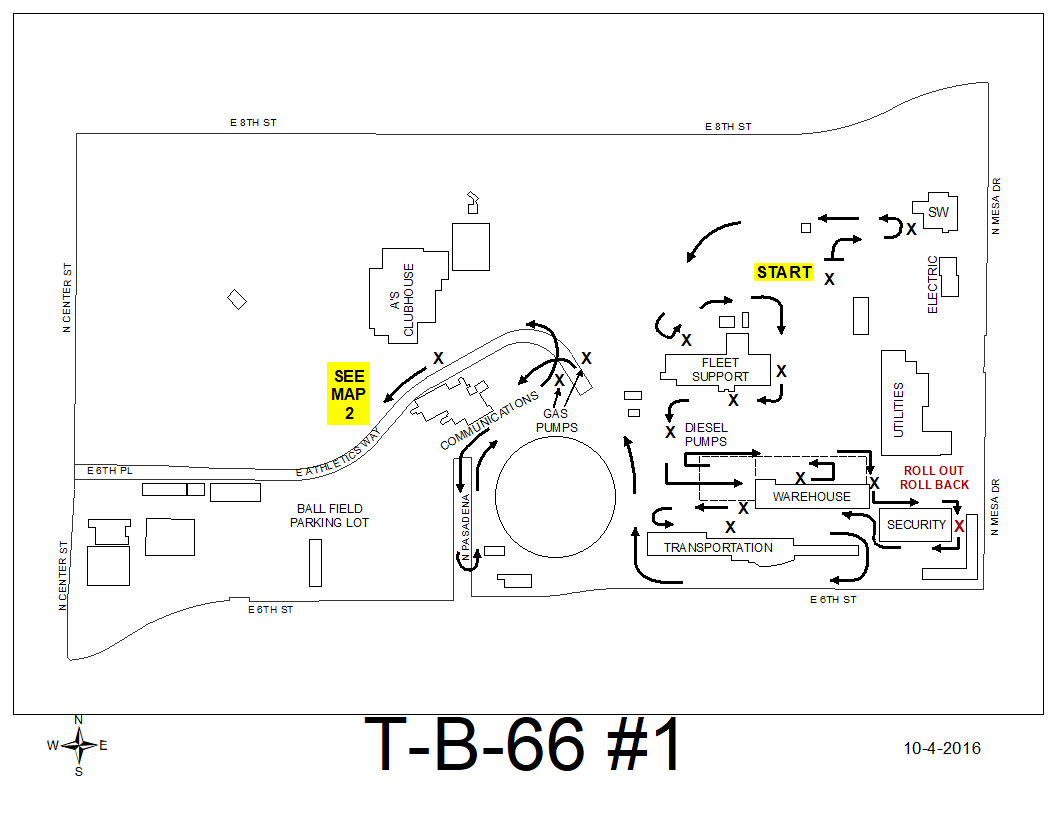 E 8TH ST
E 8TH ST
N MESA DR
SW
X
START
X
ELECTRIC
N CENTER ST
A'S
CLUBHOUSE
X
FLEET
SUPPORT
X
X
X
X
X
X
SEE
MAP
2
GAS
PUMPS
COMMUNICATIONS
DIESEL
PUMPS
X
UTILITIES
E ATHLETICS WAY
E 6TH PL
ROLL OUT
ROLL BACK
X
X
WAREHOUSE
BALL FIELD
PARKING LOT
N PASADENA
X
X
SECURITY
X
N MESA DR
TRANSPORTATION
N CENTER ST
E 6TH ST
E 6TH ST
N
W E
S
T-B-66 #1
10-4-2016